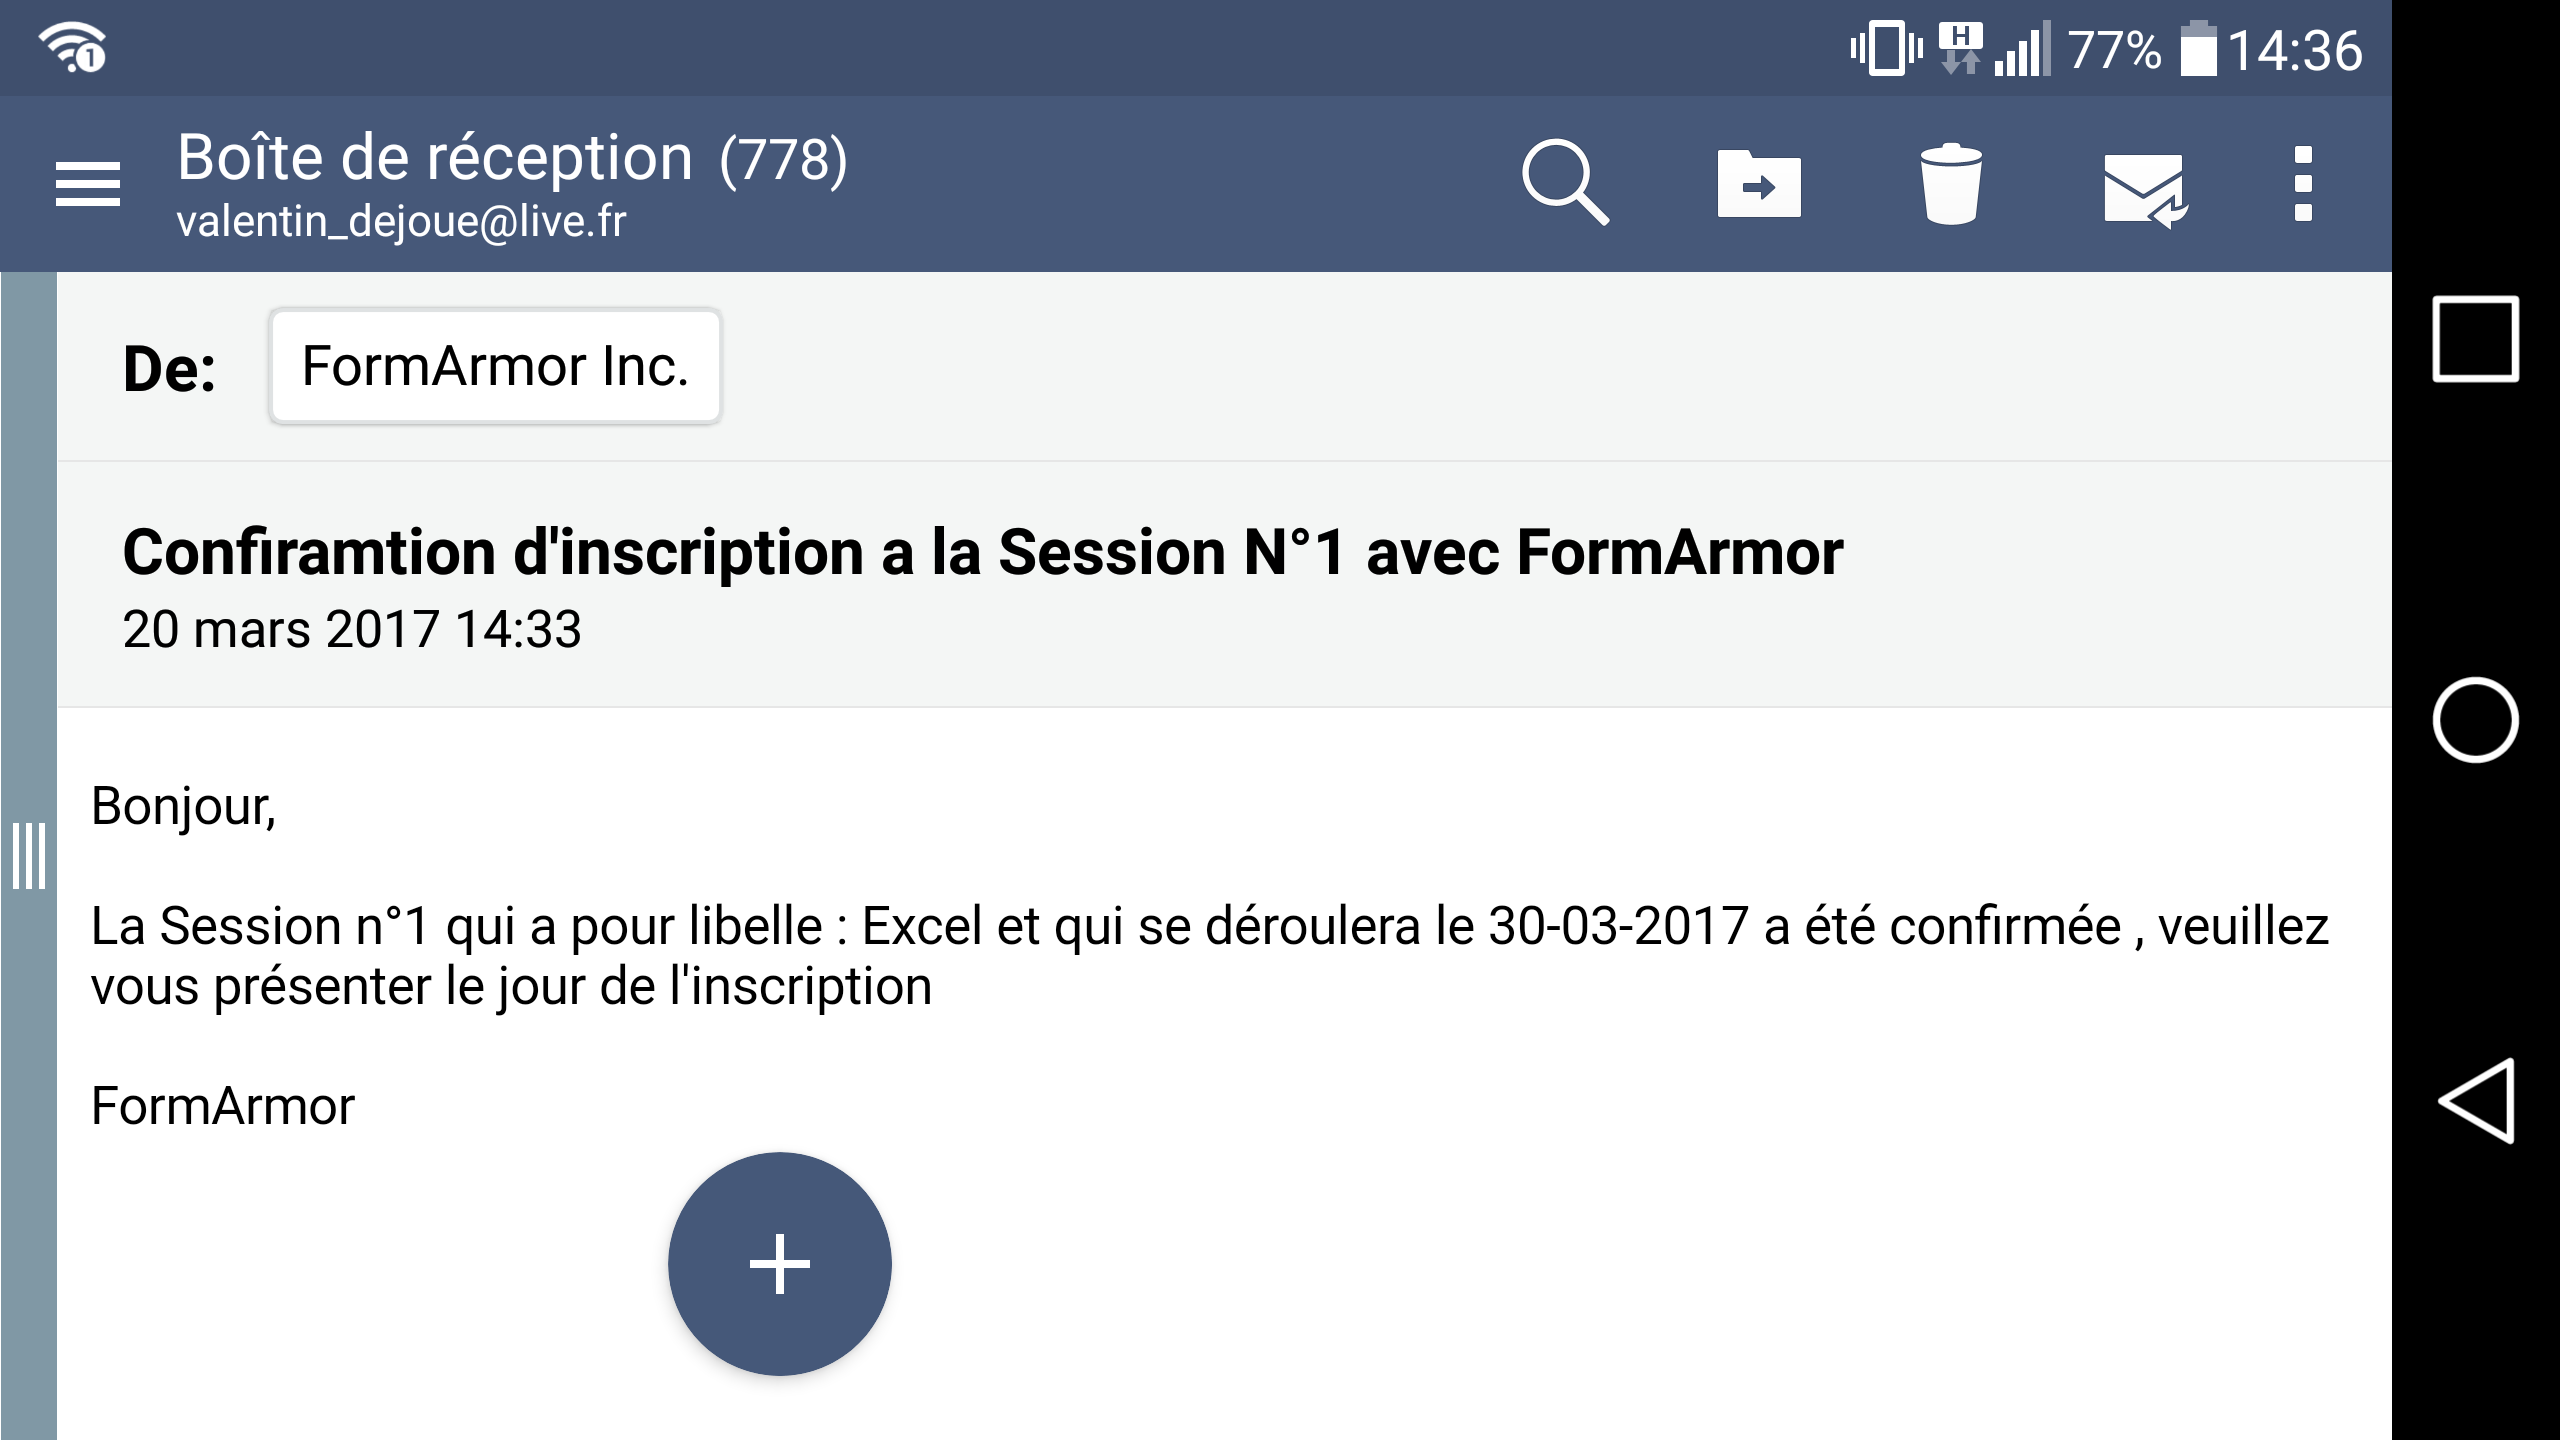 H 77% 14:36
1
Boîte de réception (778)
valentin_dejoue@live.fr
De: FormArmor Inc.
Confiramtion d'inscription a la Session N°1 avec FormArmor
20 mars 2017 14:33
Bonjour,
La Session n°1 qui a pour libelle : Excel et qui se déroulera le 30-03-2017 a été confirmée , veuillez
vous présenter le jour de l'inscription
FormArmor